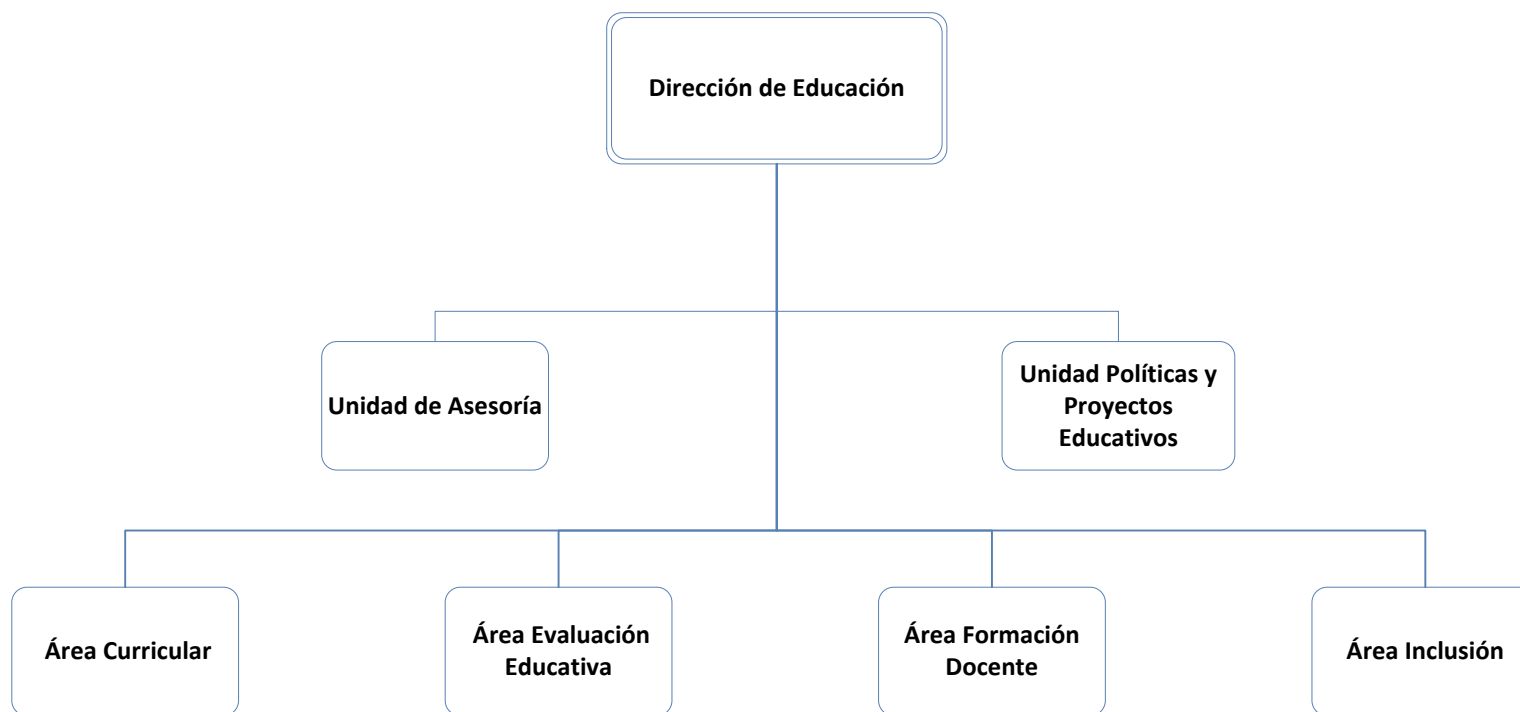 Dirección de Educación
Unidad de Asesoría
Unidad Políticas y
Proyectos
Educativos
Área Curricular
Área Evaluación
Educativa
Área Formación
Docente
Área Inclusión